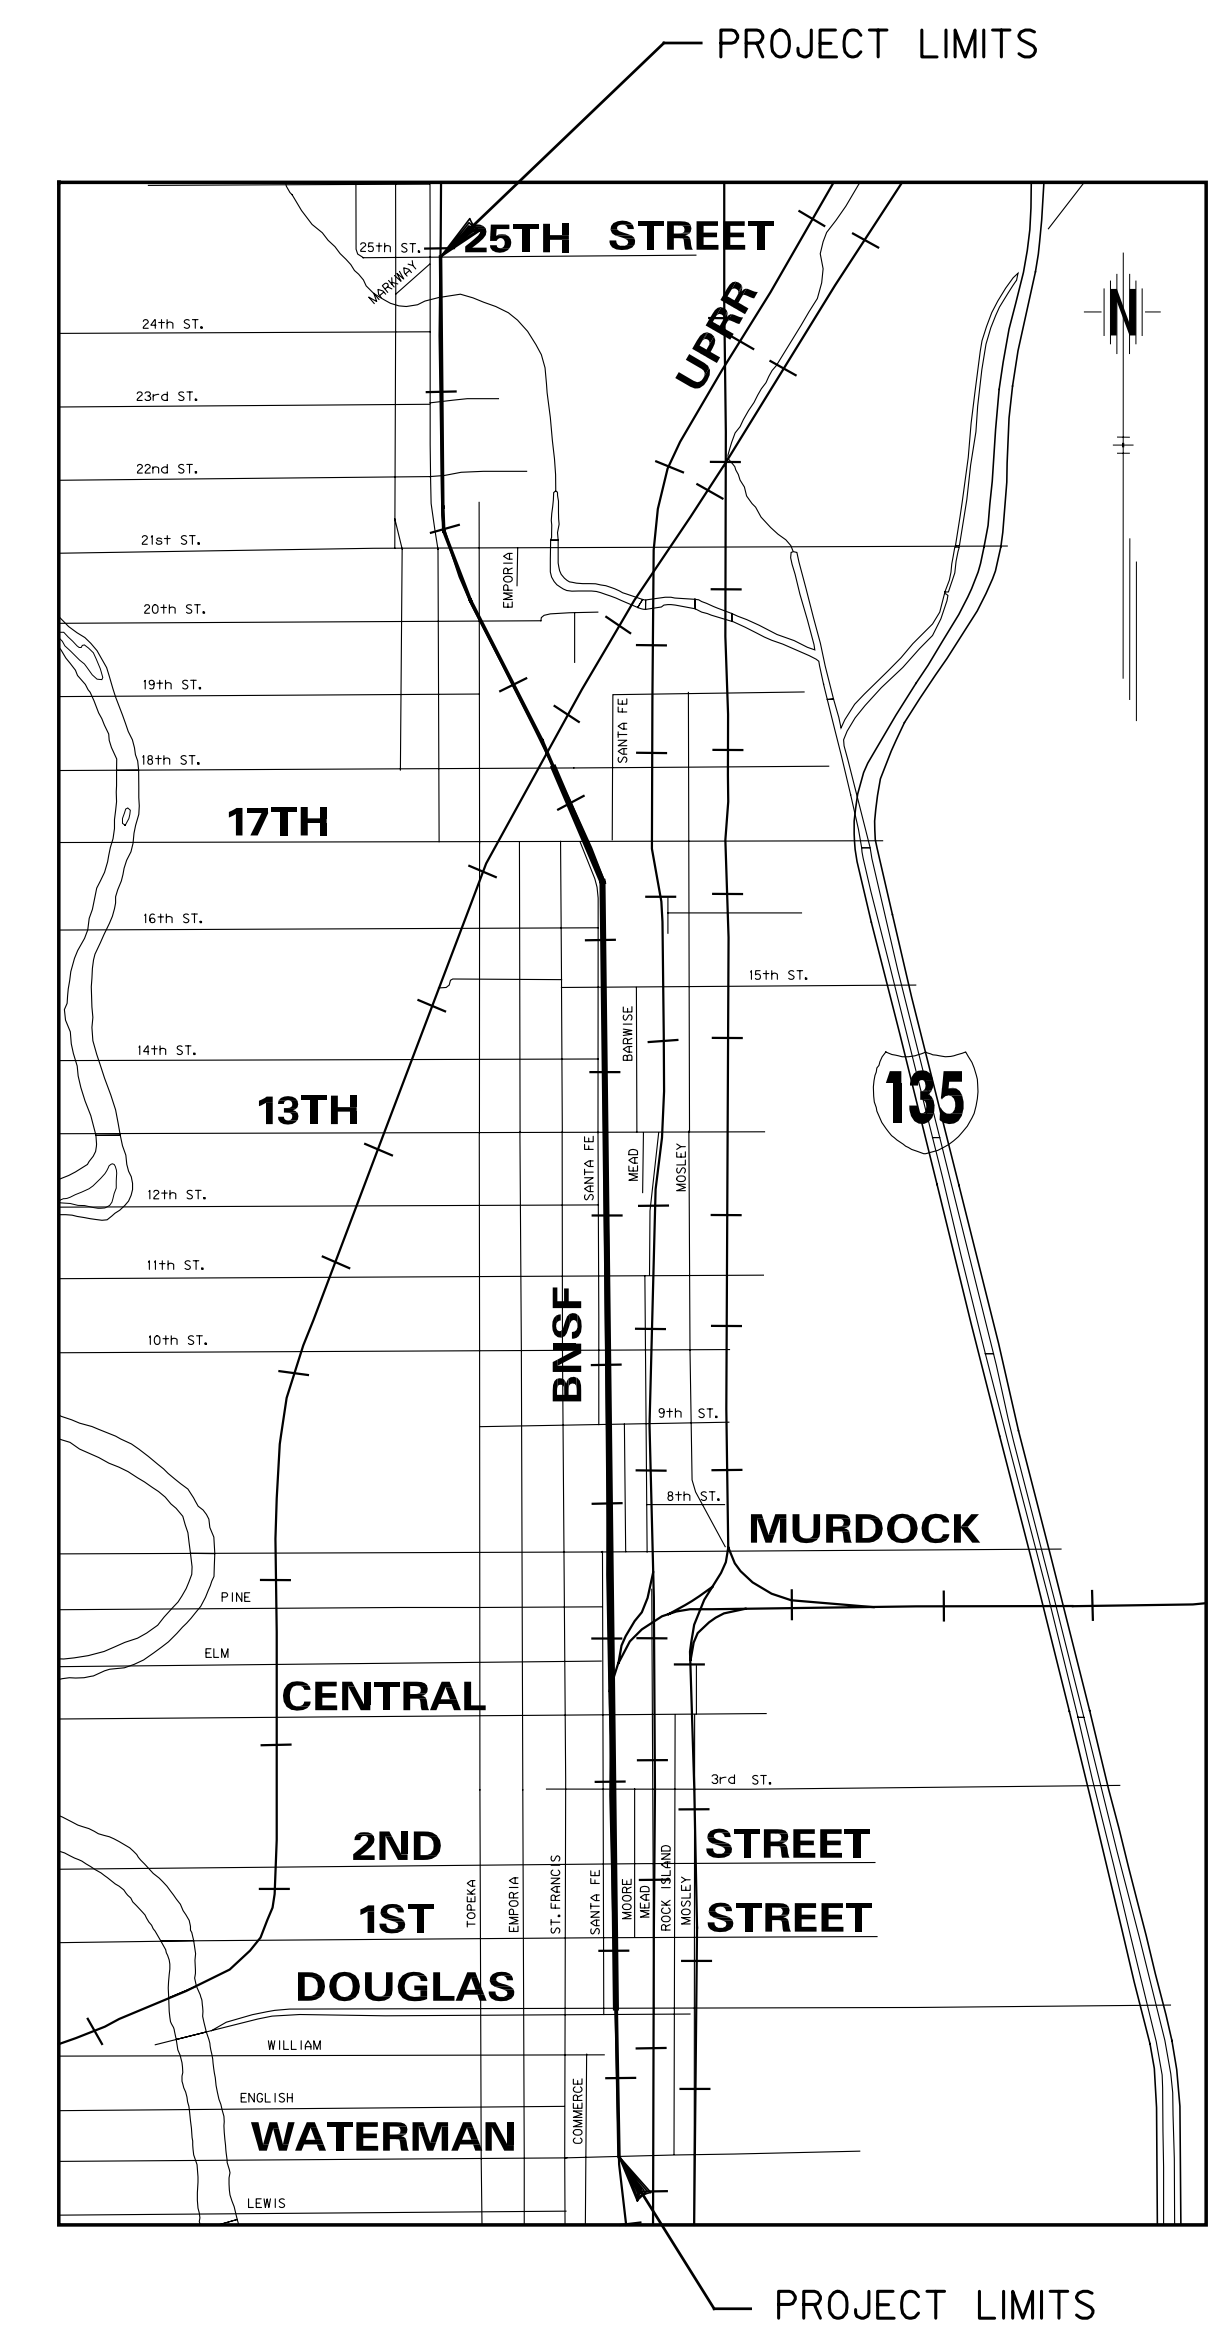 PROJECT LIMITS
25th ST.
25TH STREET
MARKWAY
UPRR
N
24th ST.
23rd ST.
22nd ST.
21st ST.
EMPORIA
20th ST.
19th ST.
SANTA FE
18th ST.
17TH
16th ST.
15th ST.
BARWISE
14th ST.
135
13TH
SANTA FE
MEAD
MOSLEY
12th ST.
11th ST.
BNSF
10th ST.
9th ST.
8th ST.
MURDOCK
PINE
ELM
CENTRAL
3rd ST.
2ND STREET
TOPEKA
EMPORIA
ST. FRANCIS
SANTA FE
MOORE
MEAD
ROCK ISLAND
MOSLEY
1ST STREET
DOUGLAS
WILLIAM
ENGLISH
COMMERCE
WATERMAN
LEWIS
PROJECT LIMITS